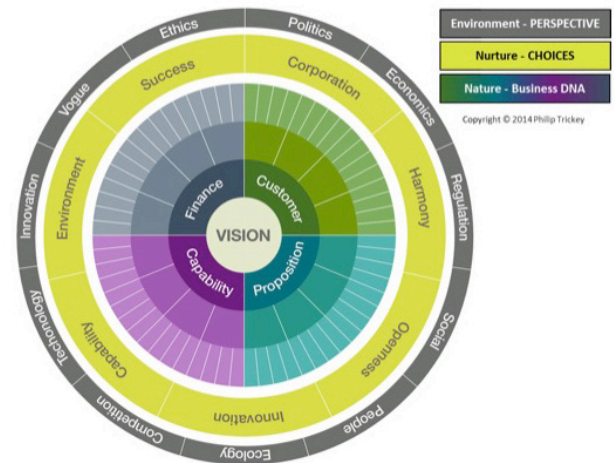 Environment - PERSPECTIVE
Nurture - CHOICES
Nature - Business DNA
Copyright © 2014 Philip Trickey
Politics
Economics
Regulation
Social
People
Ecology
Competition
Techonology
Innovation
Vogue
Ethics
Corporation
Harmony
Openness
Innovation
Capability
Environment
Success
Customer
Proposition
Capability
Finance
VISION